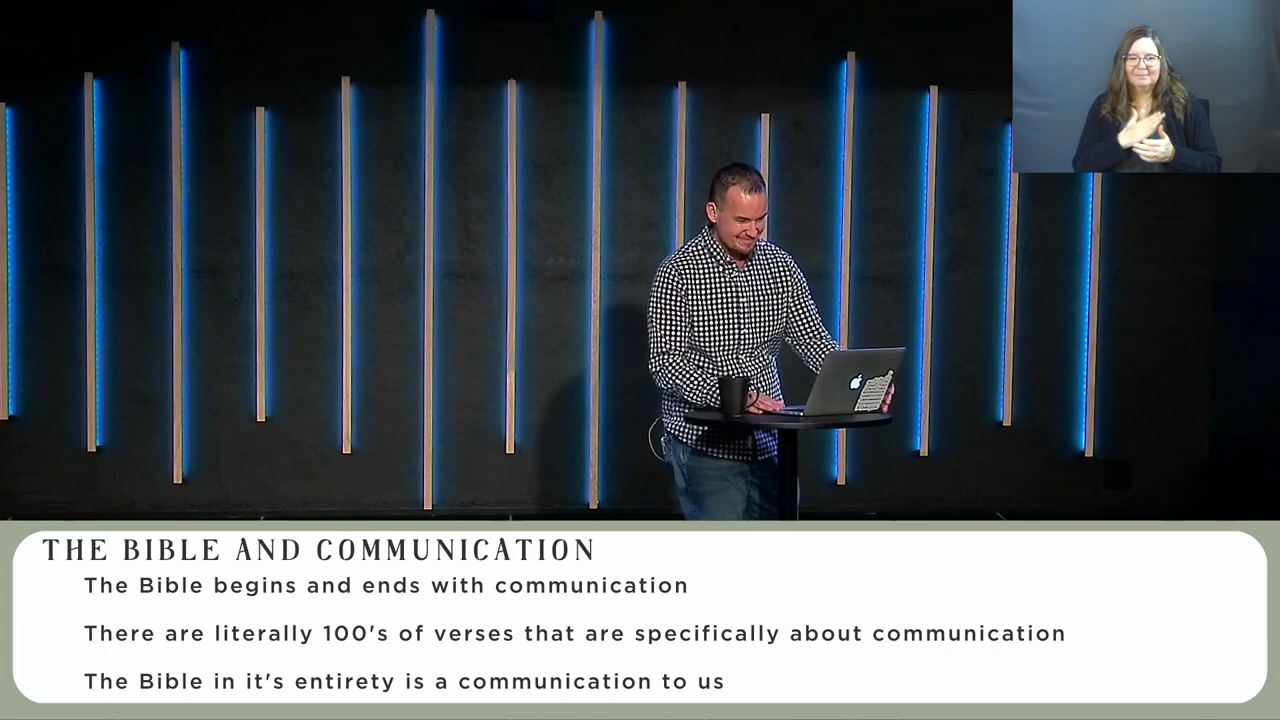 THE BIBLE AND COMMUNICATION
The Bible begins and ends with communication
There are literally 100's of verses that are specifically about communication
The Bible in it's entirety is a communication to us